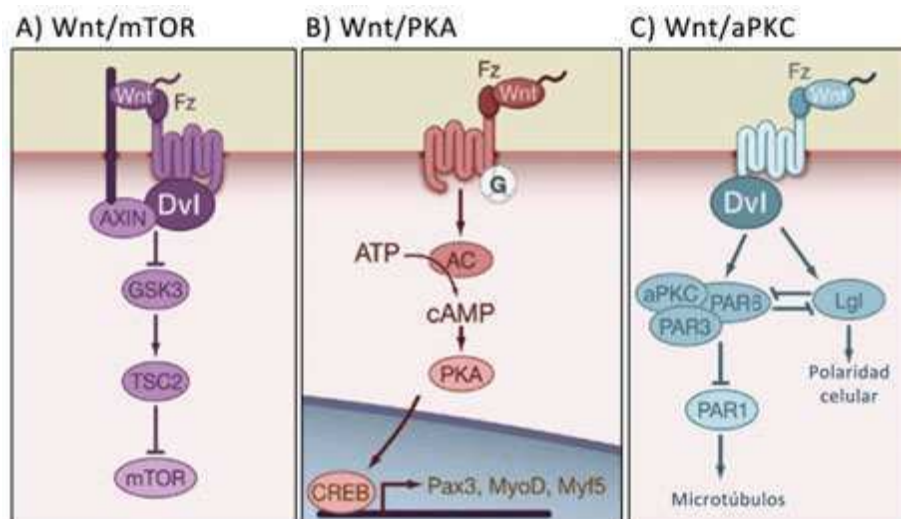 A) Wnt/mTOR
Wnt
Fz
AXIN
Dvl
GSK3
TSC2
mTOR
B) Wnt/PKA
Fz
Wnt
G
ATP
AC
cAMP
PKA
CREB
Pax3, MyoD, Myf5
C) Wnt/aPKC
Fz
Wnt
Dvl
aPKC
PAR6
PAR3
Lgl
Polaridad
celular
PAR1
Microtúbulos